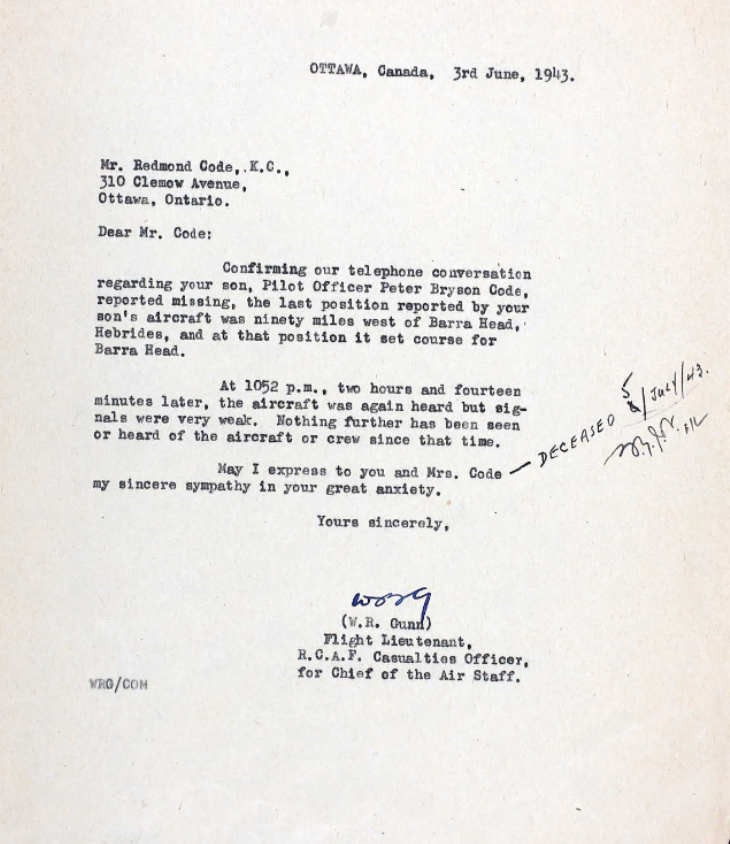 OTTAWA, Canada, 3rd June, 1943.
Mr. Redmond Code, K.C.,
310 Clemow Avenue,
Ottawa, Ontario.
Dear Mr. Code:
Confirming our telephone conversation
regarding your son, Pilot Officer Peter Bryson Code,
reported missing, the last position reported by your
son's aircraft was ninety miles west of Barra Head,
Hebrides, and at that position it set course for
Barra Head.
At 1052 p.m., two hours and fourteen
minutes later, the aircraft was again heard but sig-
nals were very weak. Nothing further has been seen
or heard of the aircraft or crew since that time.
May I express to you and Mrs. Code
my sincere sympathy in your great anxiety.
— DECEASED 5/JULY/43.
F/L
Yours sincerely,
(W.R. Gunn)
Flight Lieutenant,
R.C.A.F. Casualties Officer,
for Chief of the Air Staff.
WRG/COM